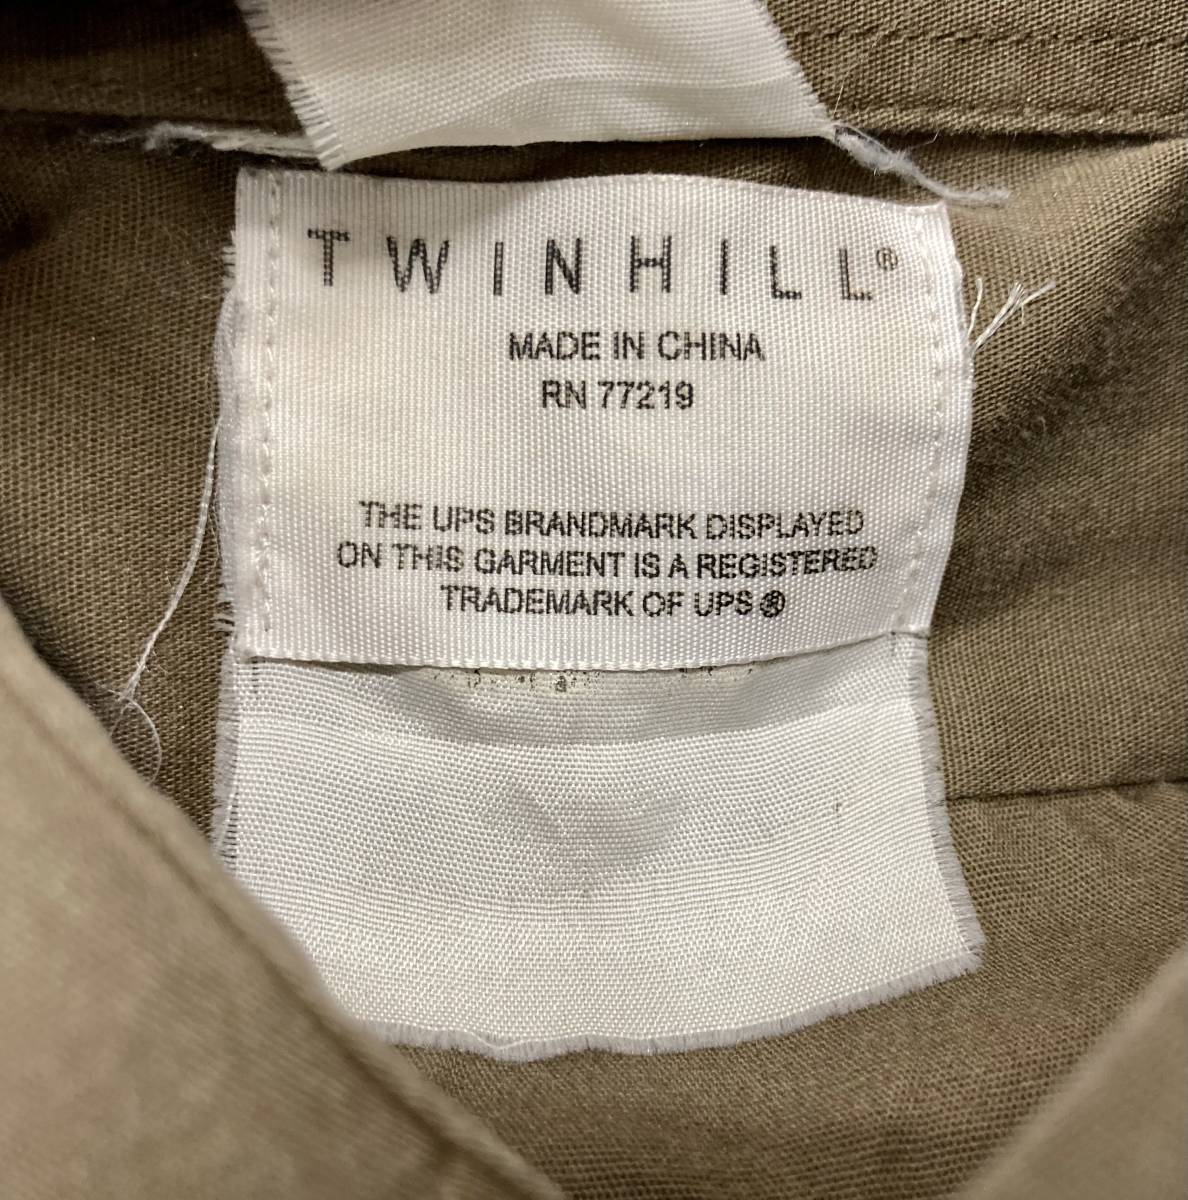 TWINHILL®
MADE IN CHINA
RN 77219
THE UPS BRANDMARK DISPLAYED
ON THIS GARMENT IS A REGISTERED
TRADEMARK OF UPS ®